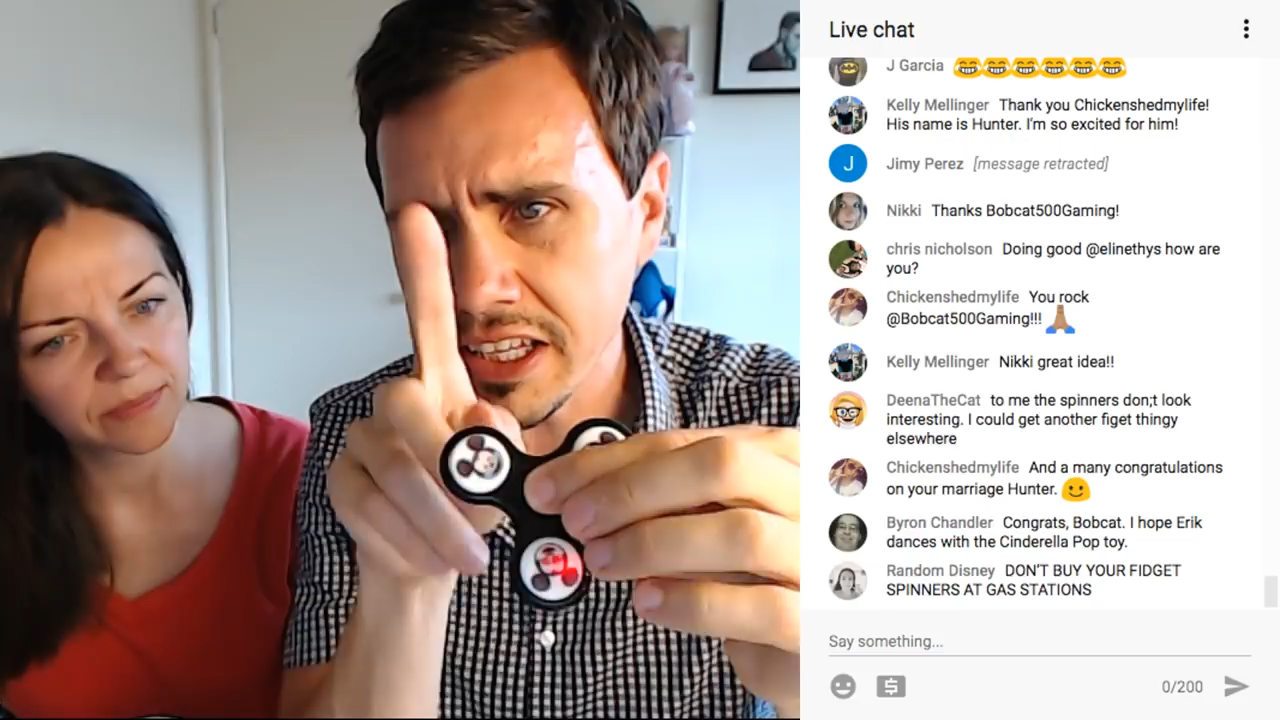 Live chat
J Garcia 😂😂😂😂😂😂
Kelly Mellinger Thank you Chickenshedmylife!
His name is Hunter. I'm so excited for him!
J
Jimy Perez [message retracted]
Nikki Thanks Bobcat500Gaming!
chris nicholson Doing good @elinethys how are
you?
Chickenshedmylife You rock
@Bobcat500Gaming!!! 🙏🏽
Kelly Mellinger Nikki great idea!!
DeenaTheCat to me the spinners don;t look
interesting. I could get another figet thingy
elsewhere
Chickenshedmylife And a many congratulations
on your marriage Hunter. 🙂
Byron Chandler Congrats, Bobcat. I hope Erik
dances with the Cinderella Pop toy.
Random Disney DON'T BUY YOUR FIDGET
SPINNERS AT GAS STATIONS
Say something...
$ 0/200